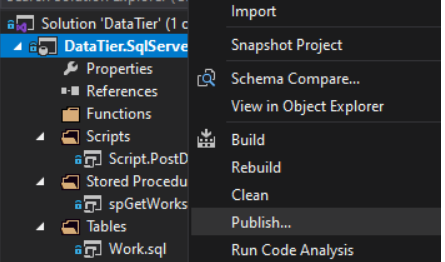 Import
Solution 'DataTier' (1
Snapshot Project
DataTier.SqlServe
Properties
Schema Compare...
References
View in Object Explorer
Functions
Scripts
Build
Script.PostD
Rebuild
Stored Procedu
Clean
spGetWorks
Publish...
Tables
Work.sql
Run Code Analysis